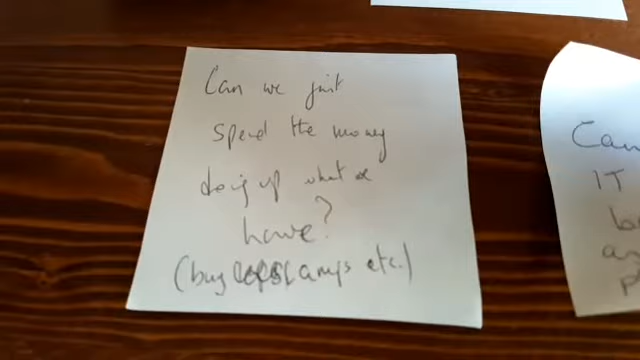 Can we just
spend the money
doing up what we
have?
(buy lamps etc.)
Can
IT